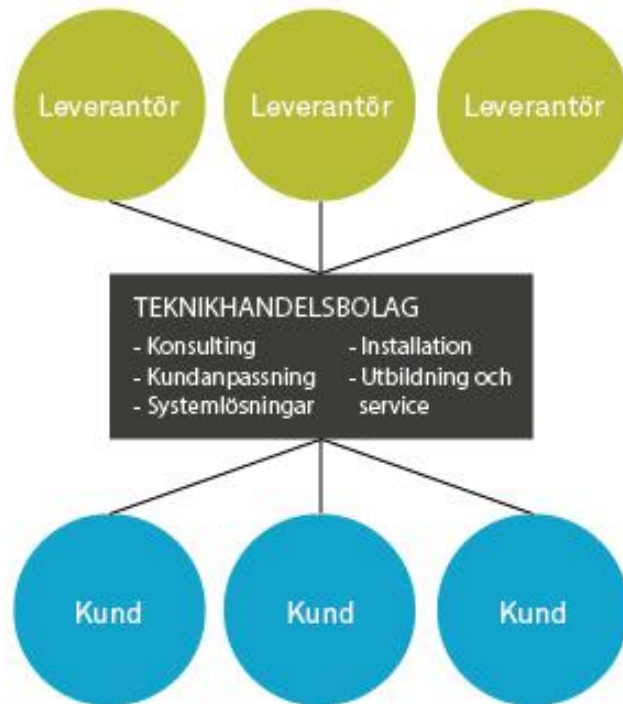 Leverantör Leverantör Leverantör
TEKNIKHANDELSBOLAG
- Konsulting
- Kundanpassning
- Systemlösningar
- Installation
- Utbildning och
service
Kund Kund Kund